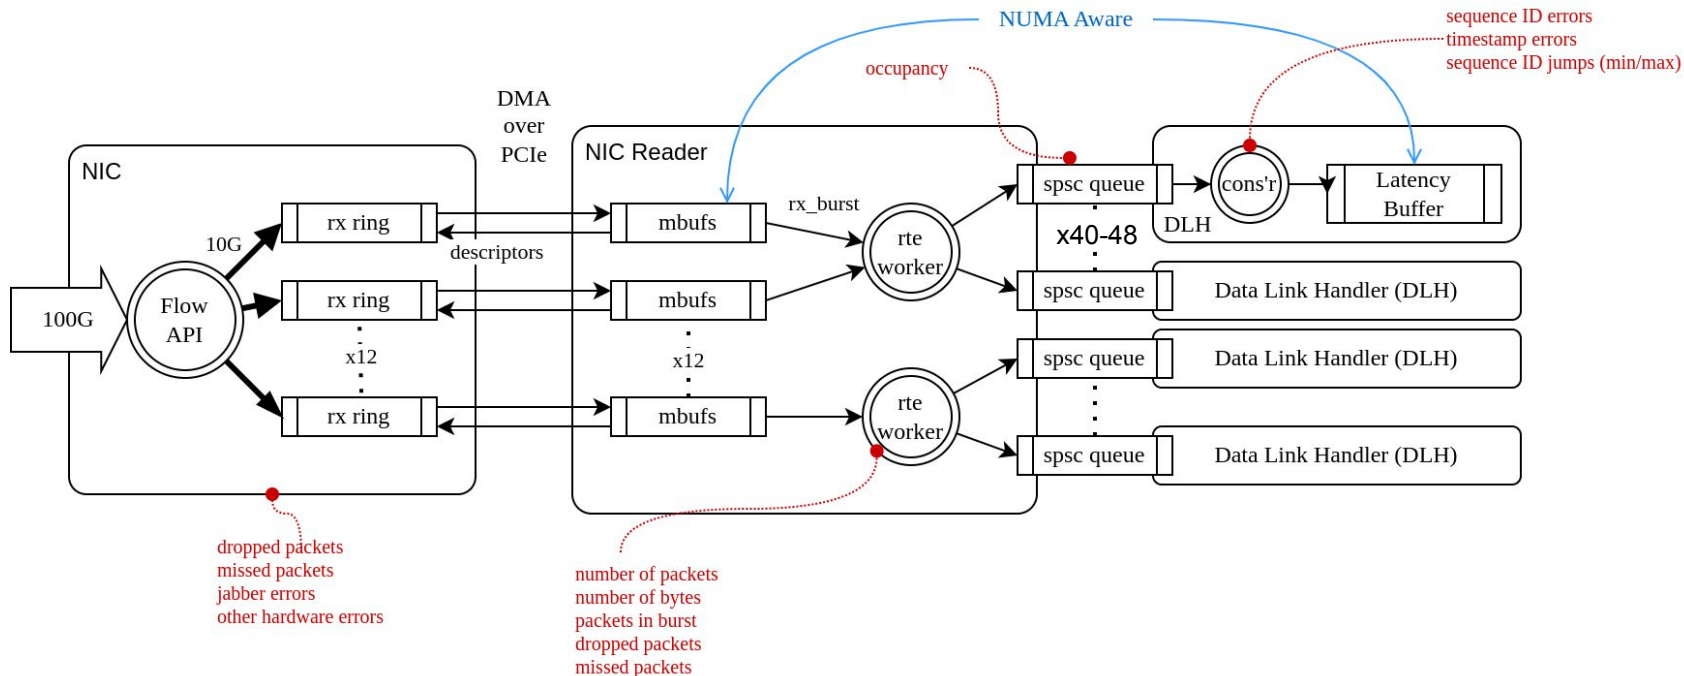 NUMA Aware
sequence ID errors
timestamp errors
sequence ID jumps (min/max)
occupancy
DMA
over
PCIe
NIC
NIC Reader
100G
Flow
API
10G
rx ring
rx ring
x12
rx ring
descriptors
mbufs
mbufs
x12
mbufs
rx_burst
rte
worker
rte
worker
spsc queue
x40-48
spsc queue
spsc queue
spsc queue
cons'r
Latency
Buffer
DLH
Data Link Handler (DLH)
Data Link Handler (DLH)
Data Link Handler (DLH)
dropped packets
missed packets
jabber errors
other hardware errors
number of packets
number of bytes
packets in burst
dropped packets
missed packets